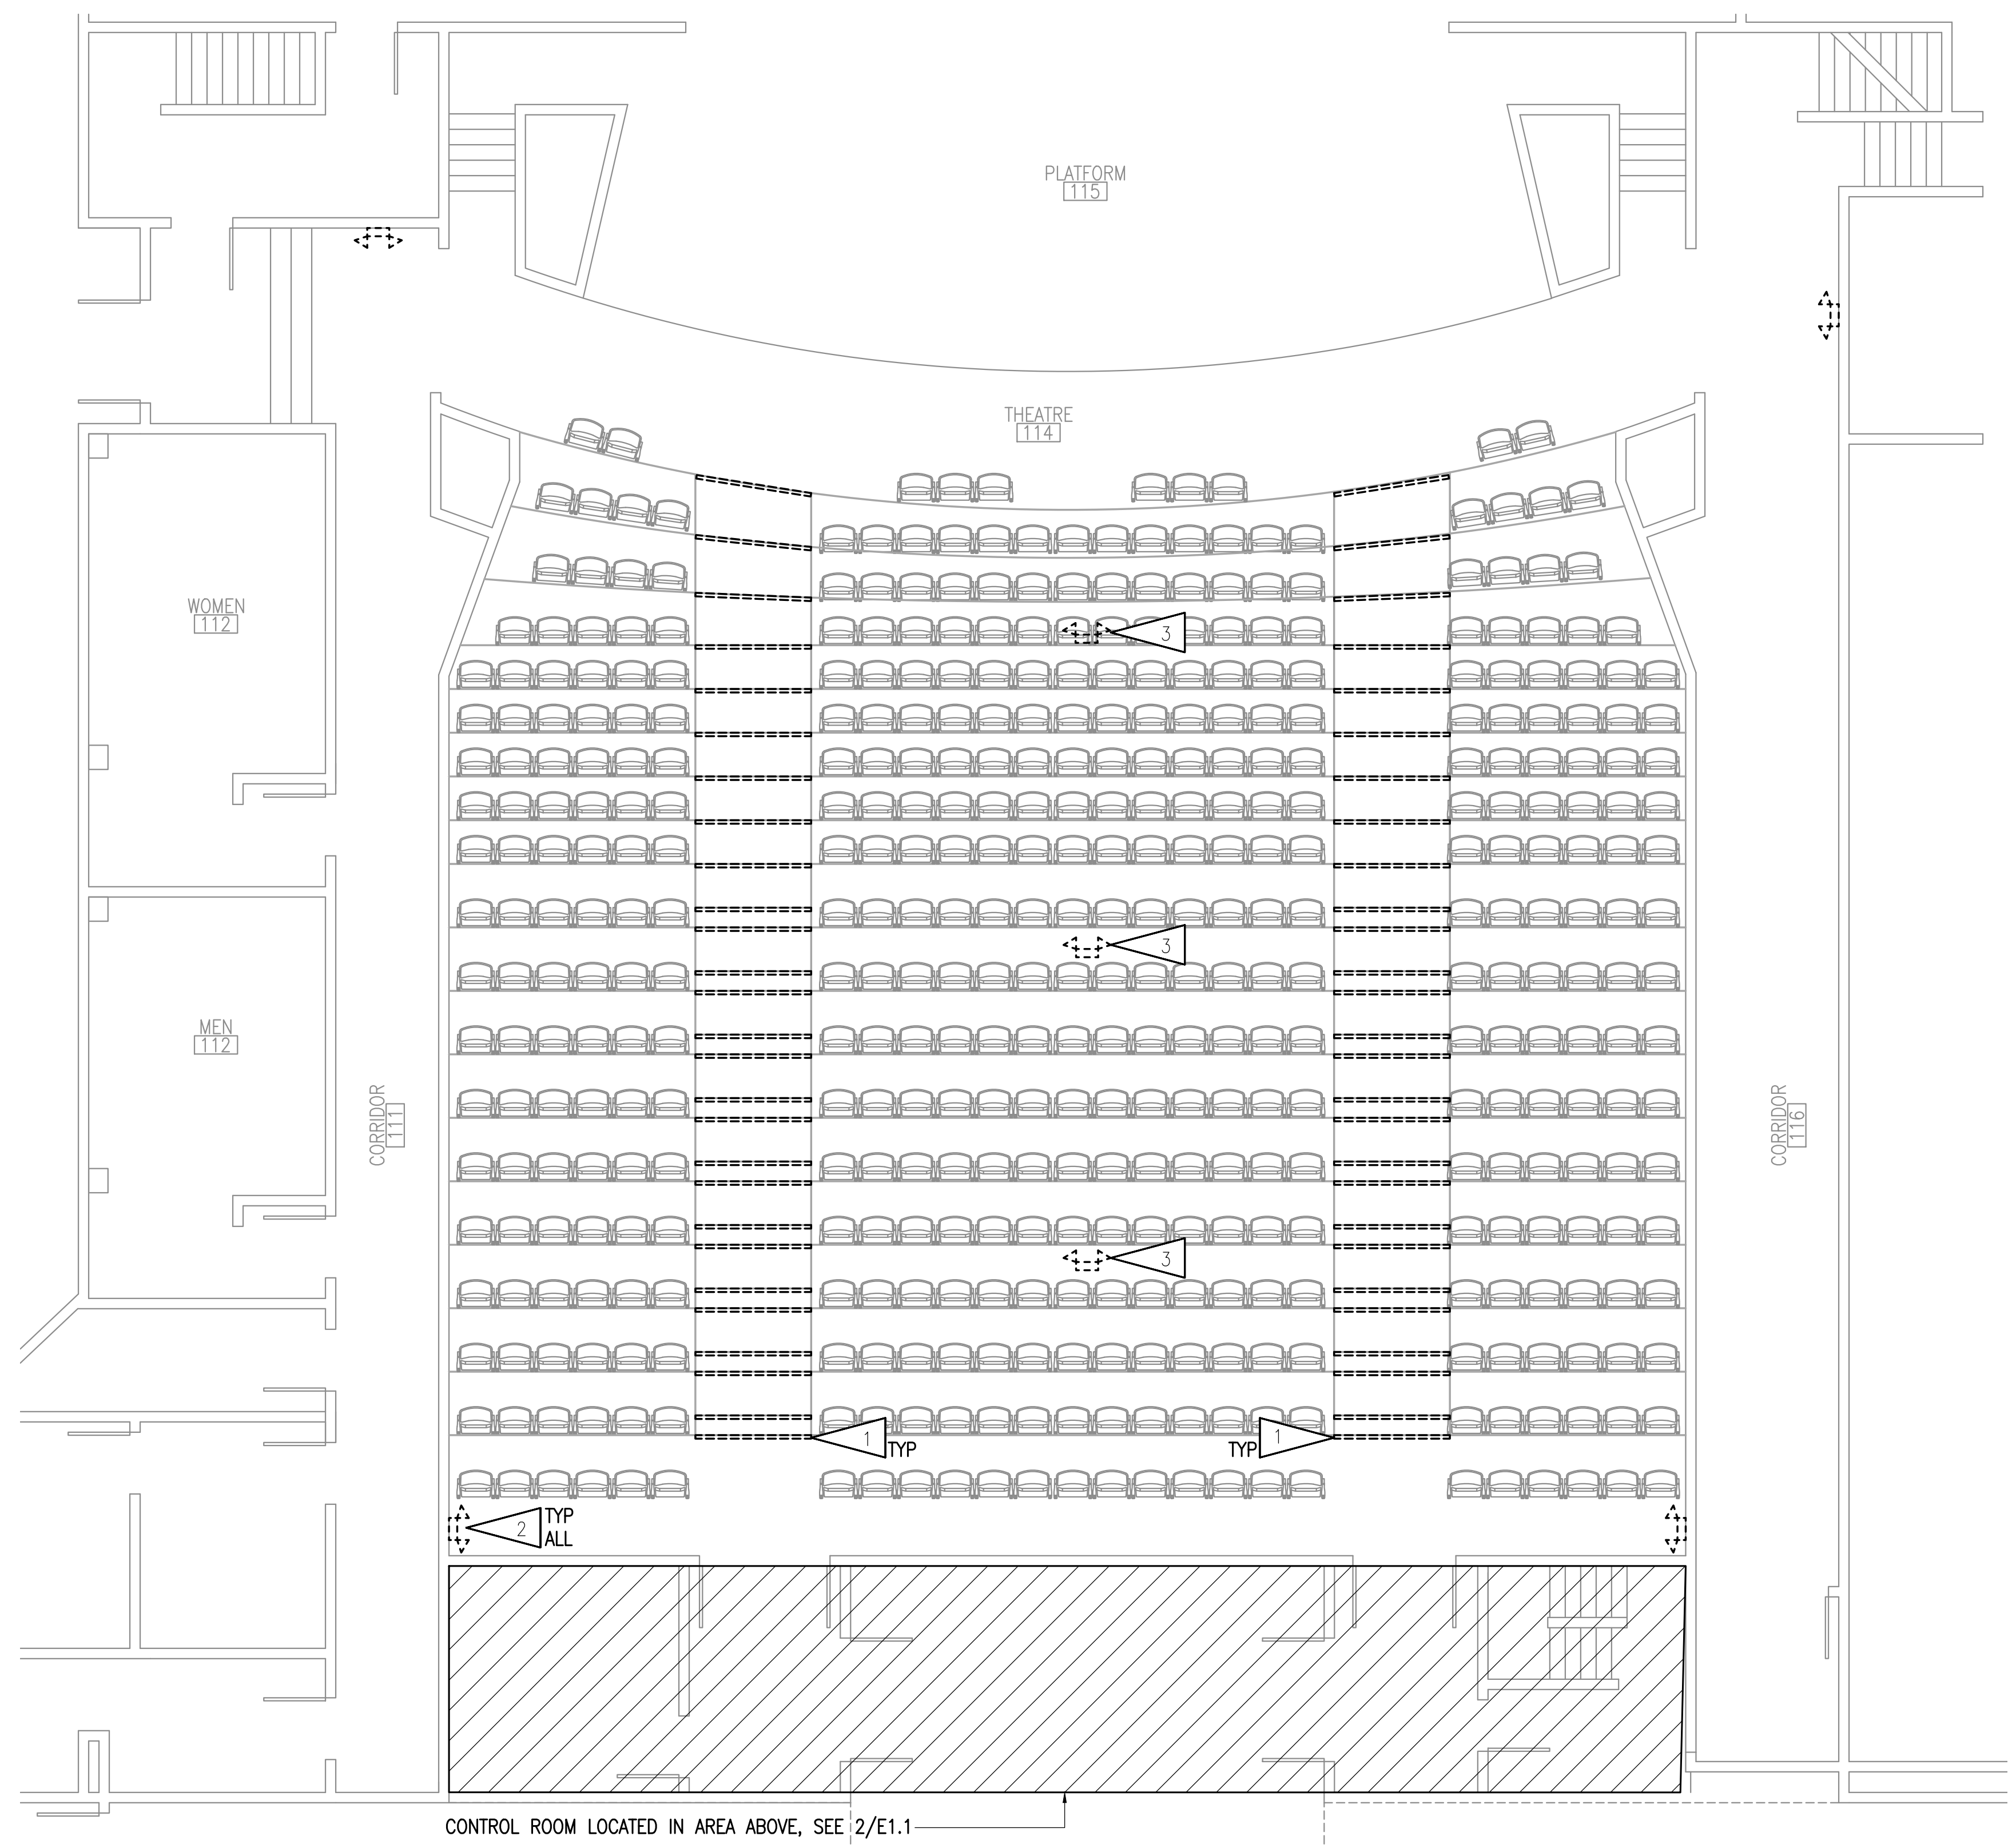 PLATFORM
115
THEATRE
114
WOMEN
112
3
3
MEN
112
CORRIDOR
111
CORRIDOR
116
3
1
TYP
1
TYP
2
TYP
ALL
CONTROL ROOM LOCATED IN AREA ABOVE, SEE 2/E1.1